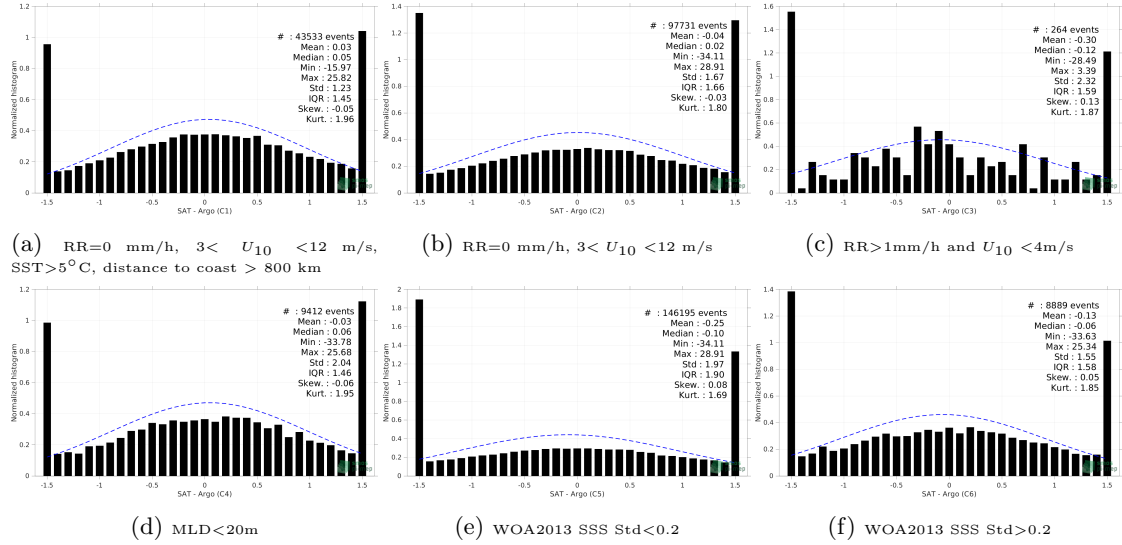 # : 43533 events
Mean : 0.03
Median : 0.05
Min : -15.97
Max : 25.82
Std : 1.23
IQR : 1.45
Skew. : -0.05
Kurt. : 1.96
Normalized histogram
1.2
1
0.8
0.6
0.4
0.2
0
-1.5 -1 -0.5 0 0.5 1 1.5
SAT - Argo (C1)
(a) RR=0 mm/h, 3< U10 <12 m/s,
SST>5°C, distance to coast > 800 km
# : 97731 events
Mean : -0.04
Median : 0.02
Min : -34.11
Max : 28.91
Std : 1.67
IQR : 1.66
Skew. : -0.03
Kurt. : 1.80
Normalized histogram
1.4
1.2
1
0.8
0.6
0.4
0.2
0
-1.5 -1 -0.5 0 0.5 1 1.5
SAT - Argo (C2)
(b) RR=0 mm/h, 3< U10 <12 m/s
# : 264 events
Mean : -0.30
Median : -0.12
Min : -28.49
Max : 3.39
Std : 2.32
IQR : 1.59
Skew. : 0.13
Kurt. : 1.87
Normalized histogram
1.6
1.4
1.2
1
0.8
0.6
0.4
0.2
0
-1.5 -1 -0.5 0 0.5 1 1.5
SAT - Argo (C3)
(c) RR>1mm/h and U10 <4m/s
# : 9412 events
Mean : -0.03
Median : 0.06
Min : -33.78
Max : 25.68
Std : 2.04
IQR : 1.46
Skew. : -0.06
Kurt. : 1.95
Normalized histogram
1.2
1
0.8
0.6
0.4
0.2
0
-1.5 -1 -0.5 0 0.5 1 1.5
SAT - Argo (C4)
(d) MLD<20m
# : 146195 events
Mean : -0.25
Median : -0.10
Min : -34.11
Max : 28.91
Std : 1.97
IQR : 1.90
Skew. : 0.08
Kurt. : 1.69
Normalized histogram
2
1.8
1.6
1.4
1.2
1
0.8
0.6
0.4
0.2
0
-1.5 -1 -0.5 0 0.5 1 1.5
SAT - Argo (C5)
(e) WOA2013 SSS Std<0.2
# : 8889 events
Mean : -0.13
Median : -0.06
Min : -33.63
Max : 25.34
Std : 1.55
IQR : 1.58
Skew. : 0.05
Kurt. : 1.85
Normalized histogram
1.4
1.2
1
0.8
0.6
0.4
0.2
0
-1.5 -1 -0.5 0 0.5 1 1.5
SAT - Argo (C6)
(f) WOA2013 SSS Std>0.2